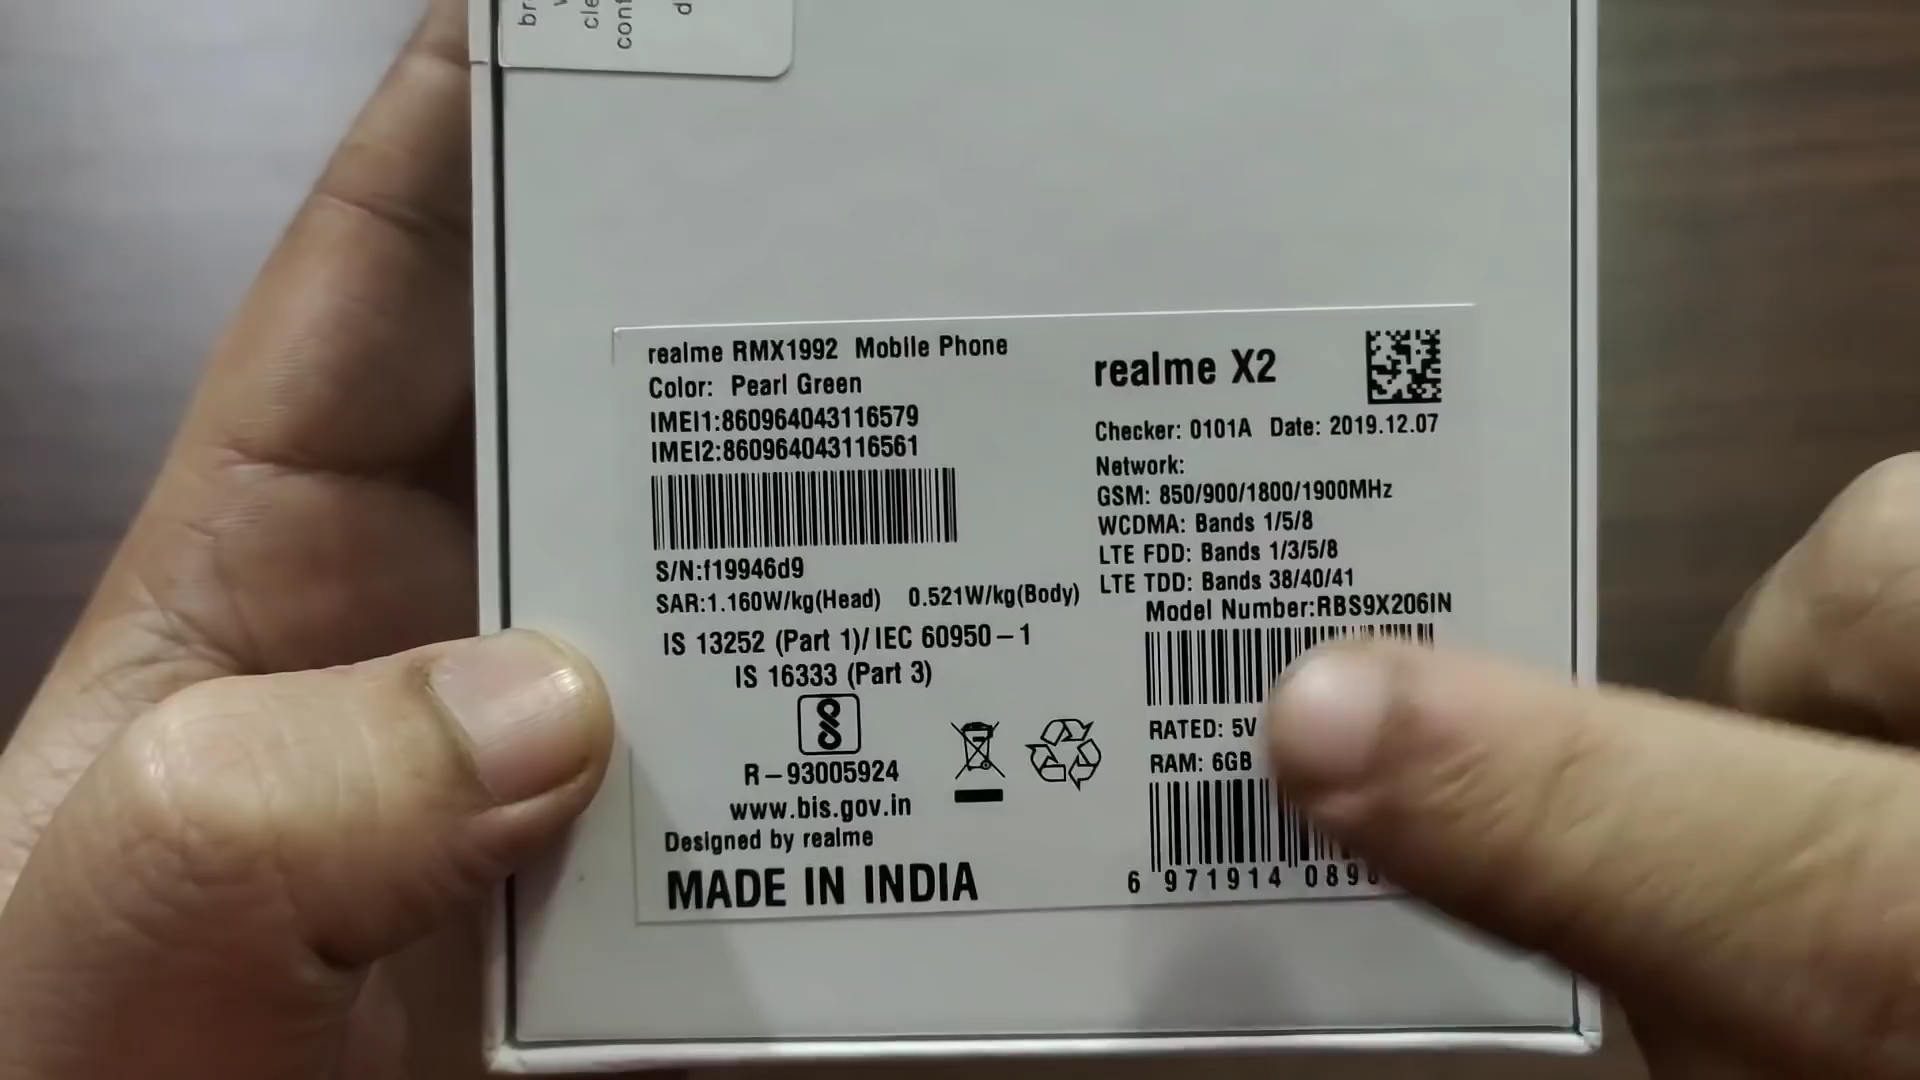 conf
realme RMX1992 Mobile Phone
Color: Pearl Green
IMEI1:860964043116579
IMEI2:860964043116561
S/N:f19946d9
SAR:1.160W/kg(Head) 0.521W/kg(Body)
IS 13252 (Part 1)/ IEC 60950-1
IS 16333 (Part 3)
R-93005924
www.bis.gov.in
Designed by realme
MADE IN INDIA
realme X2
Checker: 0101A Date: 2019.12.07
Network:
GSM: 850/900/1800/1900MHz
WCDMA: Bands 1/5/8
LTE FDD: Bands 1/3/5/8
LTE TDD: Bands 38/40/41
Model Number:RBS9X206IN
RATED: 5V
RAM: 6GB
6 971914 089